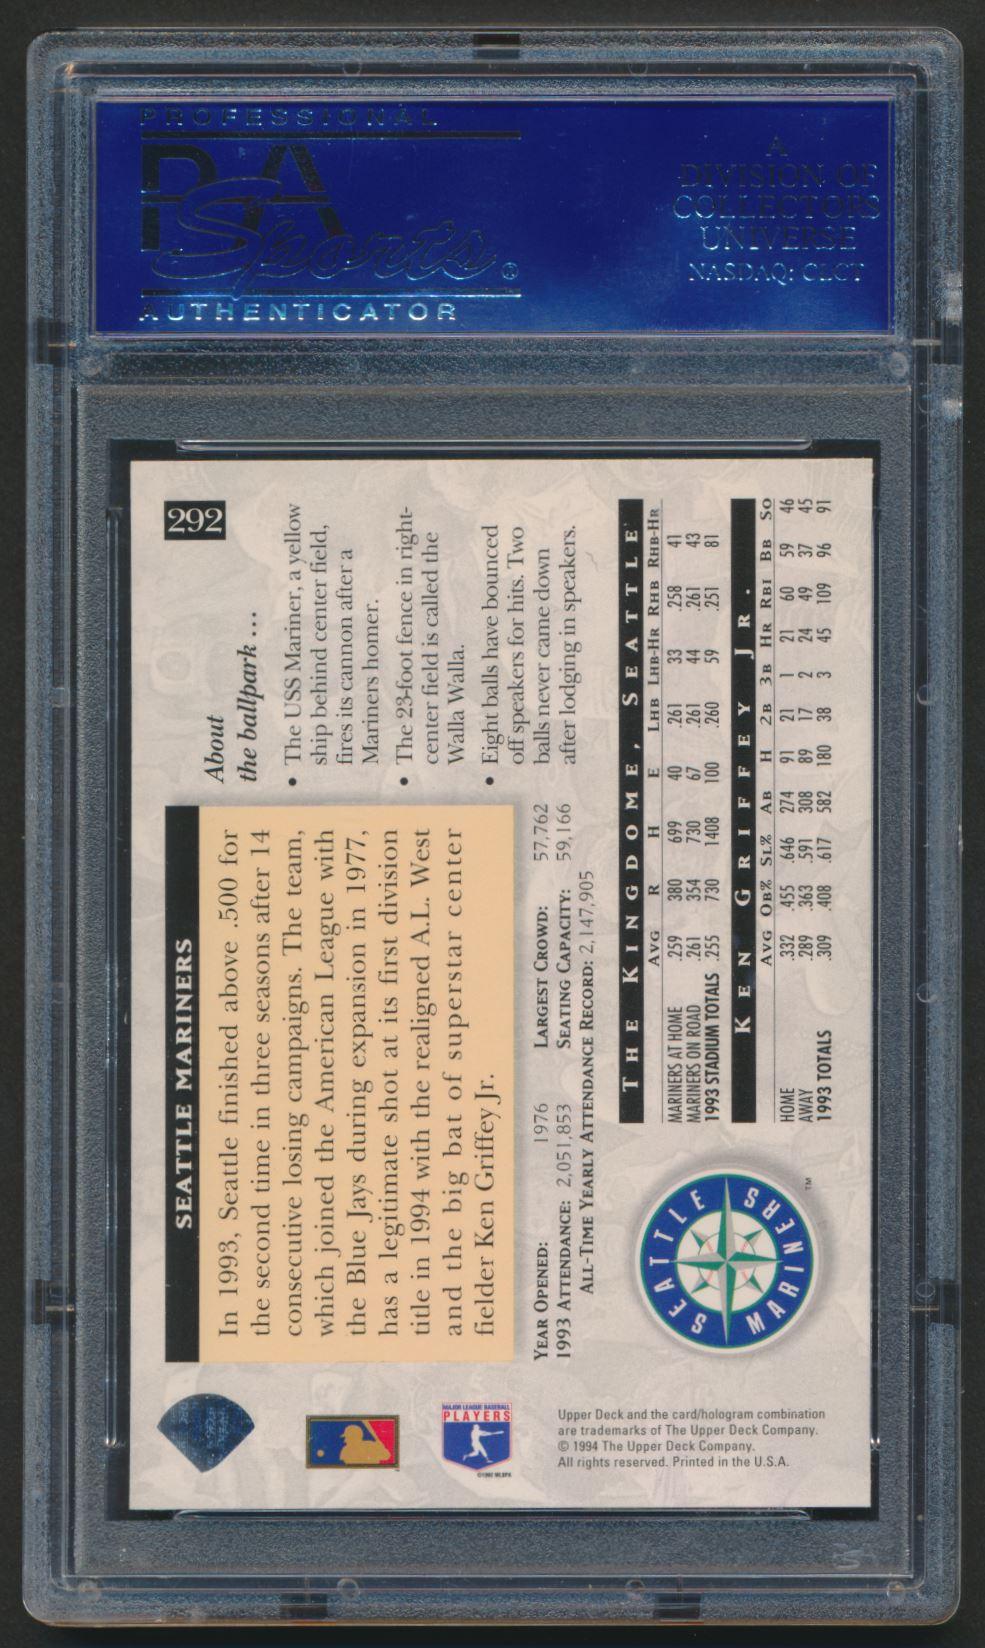 PROFESSIONAL
PSA
Sports®
AUTHENTICATOR
A
DIVISION OF
COLLECTORS
UNIVERSE
NASDAQ: CLCT
292
SEATTLE MARINERS
In 1993, Seattle finished above .500 for
the second time in three seasons after 14
consecutive losing campaigns. The team,
which joined the American League with
the Blue Jays during expansion in 1977,
has a legitimate shot at its first division
title in 1994 with the realigned A.L. West
and the big bat of superstar center
fielder Ken Griffey Jr.
About
the ballpark ...
• The USS Mariner, a yellow
ship behind center field,
fires its cannon after a
Mariners homer.
• The 23-foot fence in right-
center field is called the
Walla Walla.
• Eight balls have bounced
off speakers for hits. Two
balls never came down
after lodging in speakers.
YEAR OPENED: 1976 LARGEST CROWD: 57,762
1993 ATTENDANCE: 2,051,853 SEATING CAPACITY: 59,166
ALL-TIME YEARLY ATTENDANCE RECORD: 2,147,905
THE KINGDOME, SEATTLE
AVG R H E LHB LHB-HR RHB RHB-HR
MARINERS AT HOME .259 380 699 40 .261 33 .258 41
MARINERS ON ROAD .261 354 730 67 .261 44 .261 43
1993 STADIUM TOTALS .255 730 1408 100 .260 59 .251 81
KEN GRIFFEY JR.
AVG OB% SL% AB H 2B 3B HR RBI BB SO
HOME .332 .455 .646 274 91 21 1 21 60 59 46
AWAY .289 .363 .591 308 89 17 2 24 49 37 45
1993 TOTALS .309 .408 .617 582 180 38 3 45 109 96 91
SEATTLE
MARINERS
™
MAJOR LEAGUE BASEBALL
PLAYERS
©1992 MLBPA
Upper Deck and the card/hologram combination
are trademarks of The Upper Deck Company.
© 1994 The Upper Deck Company.
All rights reserved. Printed in the U.S.A.